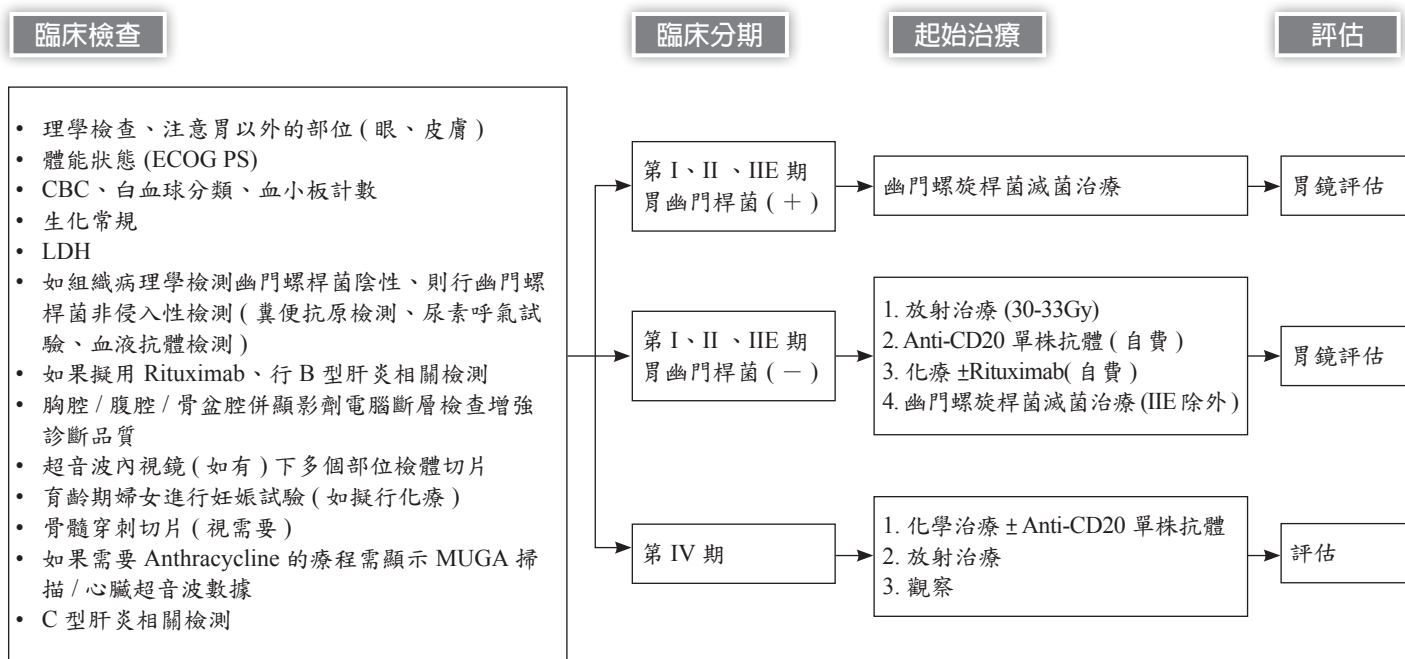 臨床檢查
臨床分期
起始治療
評估
• 理學檢查、注意胃以外的部位 ( 眼、皮膚 )
• 體能狀態 (ECOG PS)
• CBC、白血球分類、血小板計數
• 生化常規
• LDH
• 如組織病理學檢測幽門螺桿菌陰性、則行幽門螺
桿菌非侵入性檢測 ( 糞便抗原檢測、尿素呼氣試
驗、血液抗體檢測 )
• 如果擬用 Rituximab、行 B 型肝炎相關檢測
• 胸腔 / 腹腔 / 骨盆腔併顯影劑電腦斷層檢查增強
診斷品質
• 超音波內視鏡 ( 如有 ) 下多個部位檢體切片
• 育齡期婦女進行妊娠試驗 ( 如擬行化療 )
• 骨髓穿刺切片 ( 視需要 )
• 如果需要 Anthracycline 的療程需顯示 MUGA 掃
描 / 心臟超音波數據
• C 型肝炎相關檢測
第 I、II 、IIE 期
胃幽門桿菌 ( ＋ )
幽門螺旋桿菌滅菌治療
胃鏡評估
第 I、II 、IIE 期
胃幽門桿菌 ( － )
1. 放射治療 (30-33Gy)
2. Anti-CD20 單株抗體 ( 自費 )
3. 化療 ±Rituximab( 自費 )
4. 幽門螺旋桿菌滅菌治療 (IIE 除外 )
胃鏡評估
第 IV 期
1. 化學治療 ± Anti-CD20 單株抗體
2. 放射治療
3. 觀察
評估